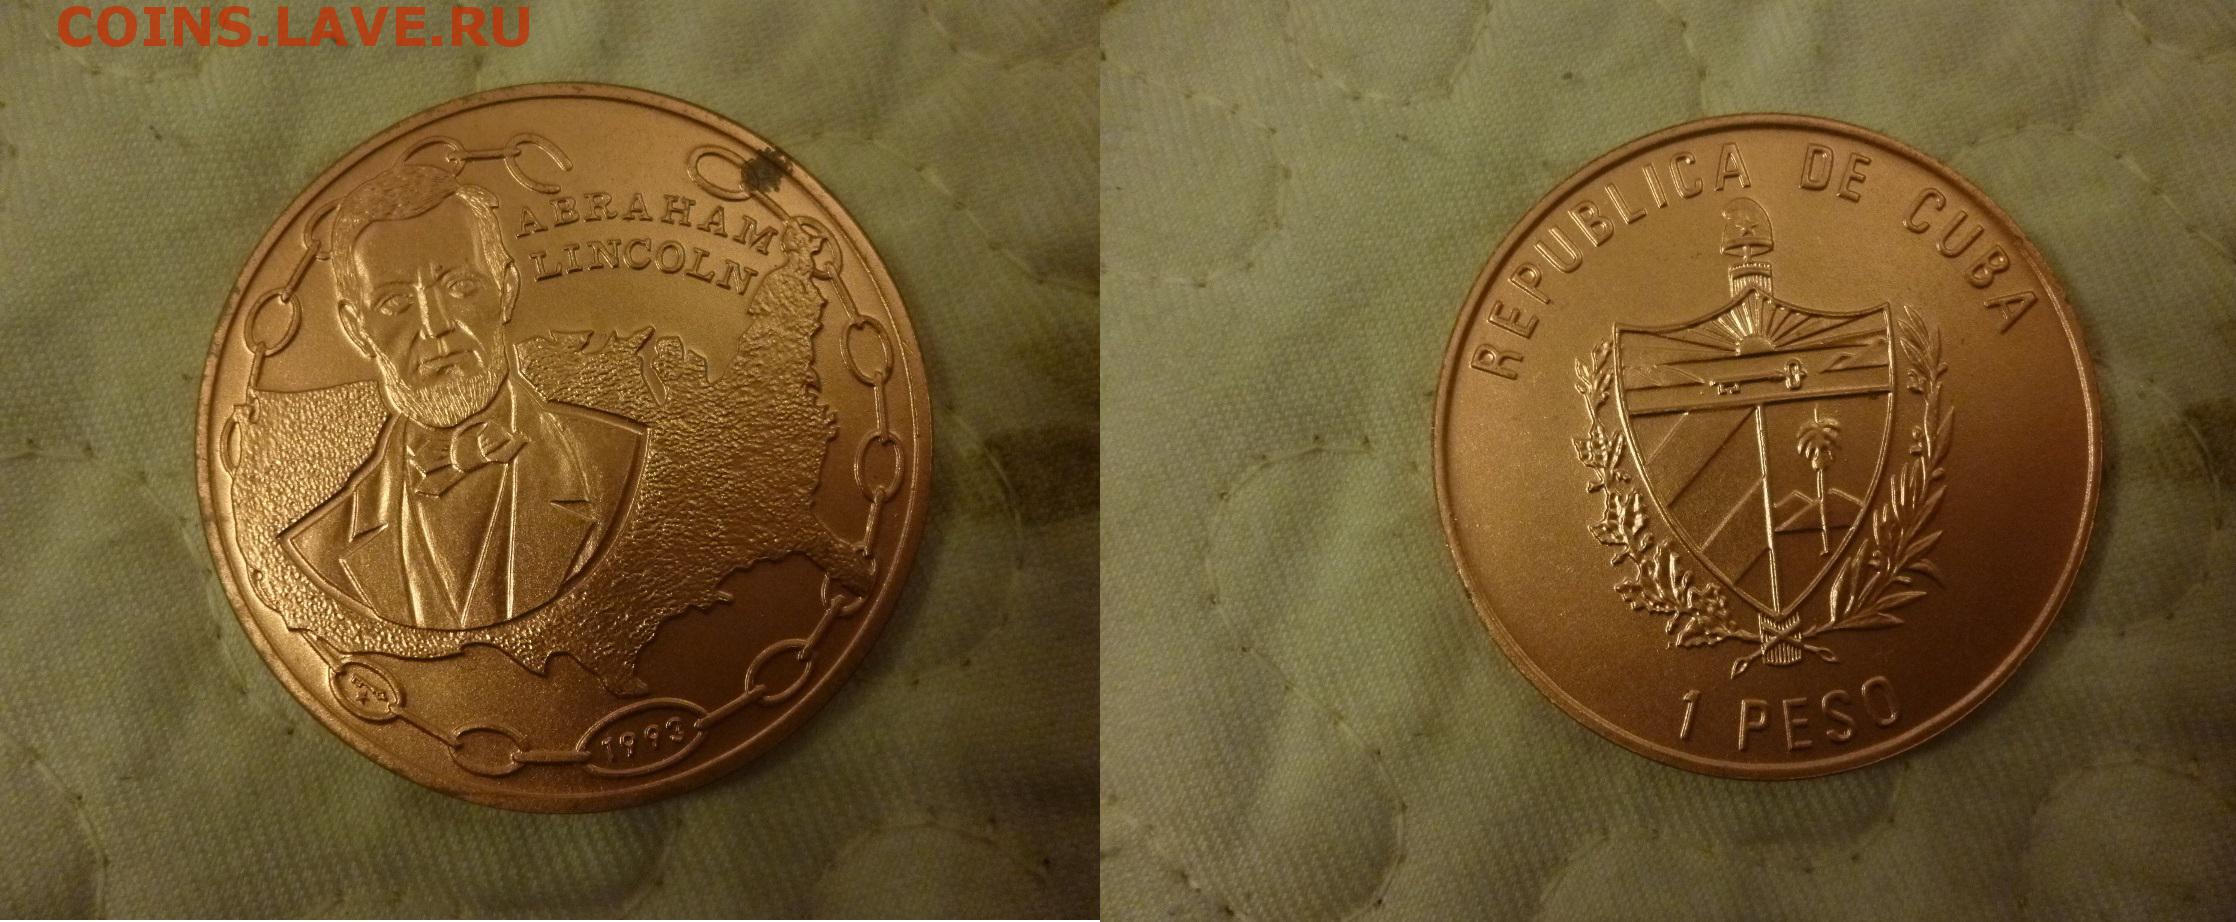 COINS.LAVE.RU
ABRAHAM
LINCOLN
1993
REPUBLICA DE CUBA
1 PESO